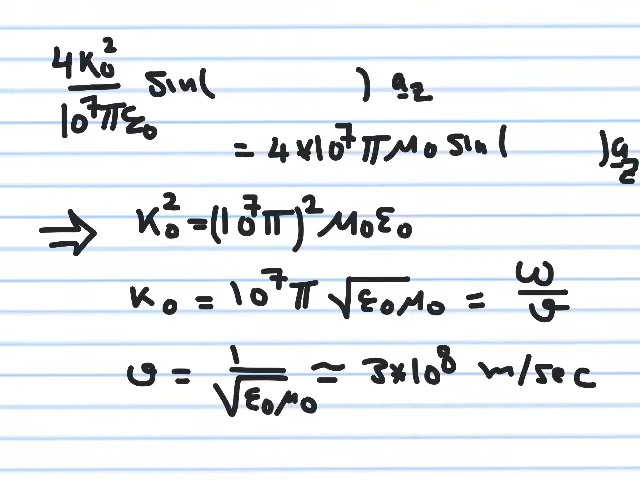 4K₀²/10⁷πε₀ sin( ) a_z
= 4*10⁷πμ₀ sin( ) a_z
⇒ K₀² = (10⁷π)² μ₀ε₀
K₀ = 10⁷π √ε₀μ₀ = ω/υ
υ = 1/√ε₀μ₀ ≃ 3*10⁸ m/sec